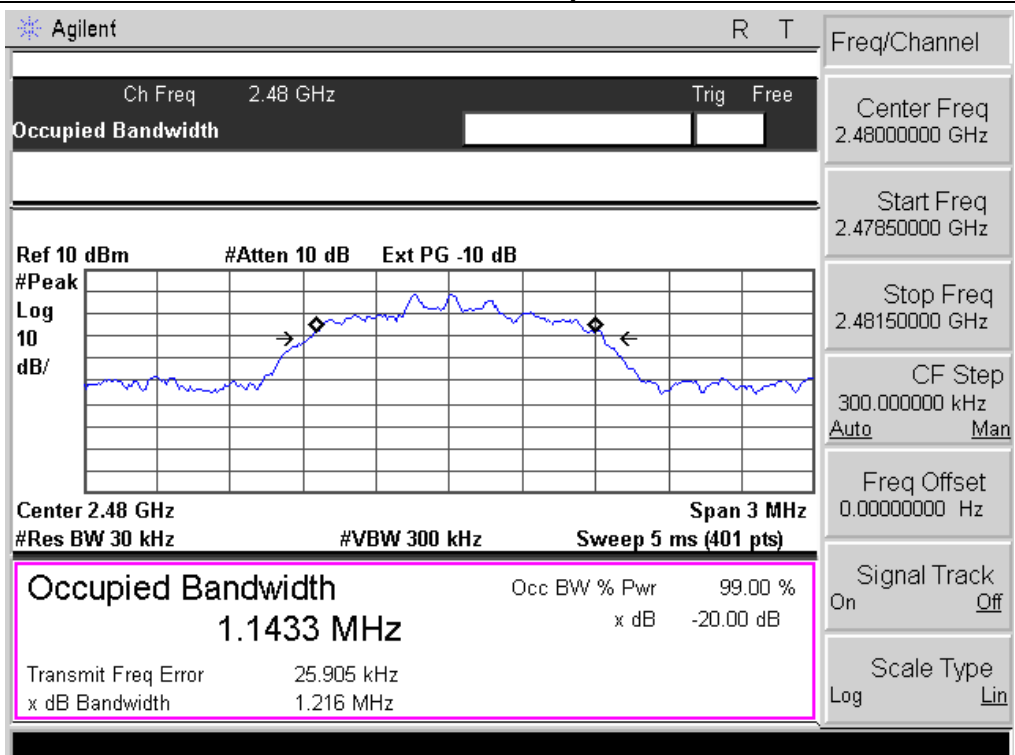 Agilent R T
Ch Freq 2.48 GHz Trig Free
Occupied Bandwidth
Ref 10 dBm #Atten 10 dB Ext PG -10 dB
#Peak
Log
10
dB/
Center 2.48 GHz Span 3 MHz
#Res BW 30 kHz #VBW 300 kHz Sweep 5 ms (401 pts)
Occupied Bandwidth
1.1433 MHz
Occ BW % Pwr 99.00 %
x dB -20.00 dB
Transmit Freq Error 25.905 kHz
x dB Bandwidth 1.216 MHz
Freq/Channel
Center Freq
2.48000000 GHz
Start Freq
2.47850000 GHz
Stop Freq
2.48150000 GHz
CF Step
300.000000 kHz
Auto Man
Freq Offset
0.00000000 Hz
Signal Track
On Off
Scale Type
Log Lin